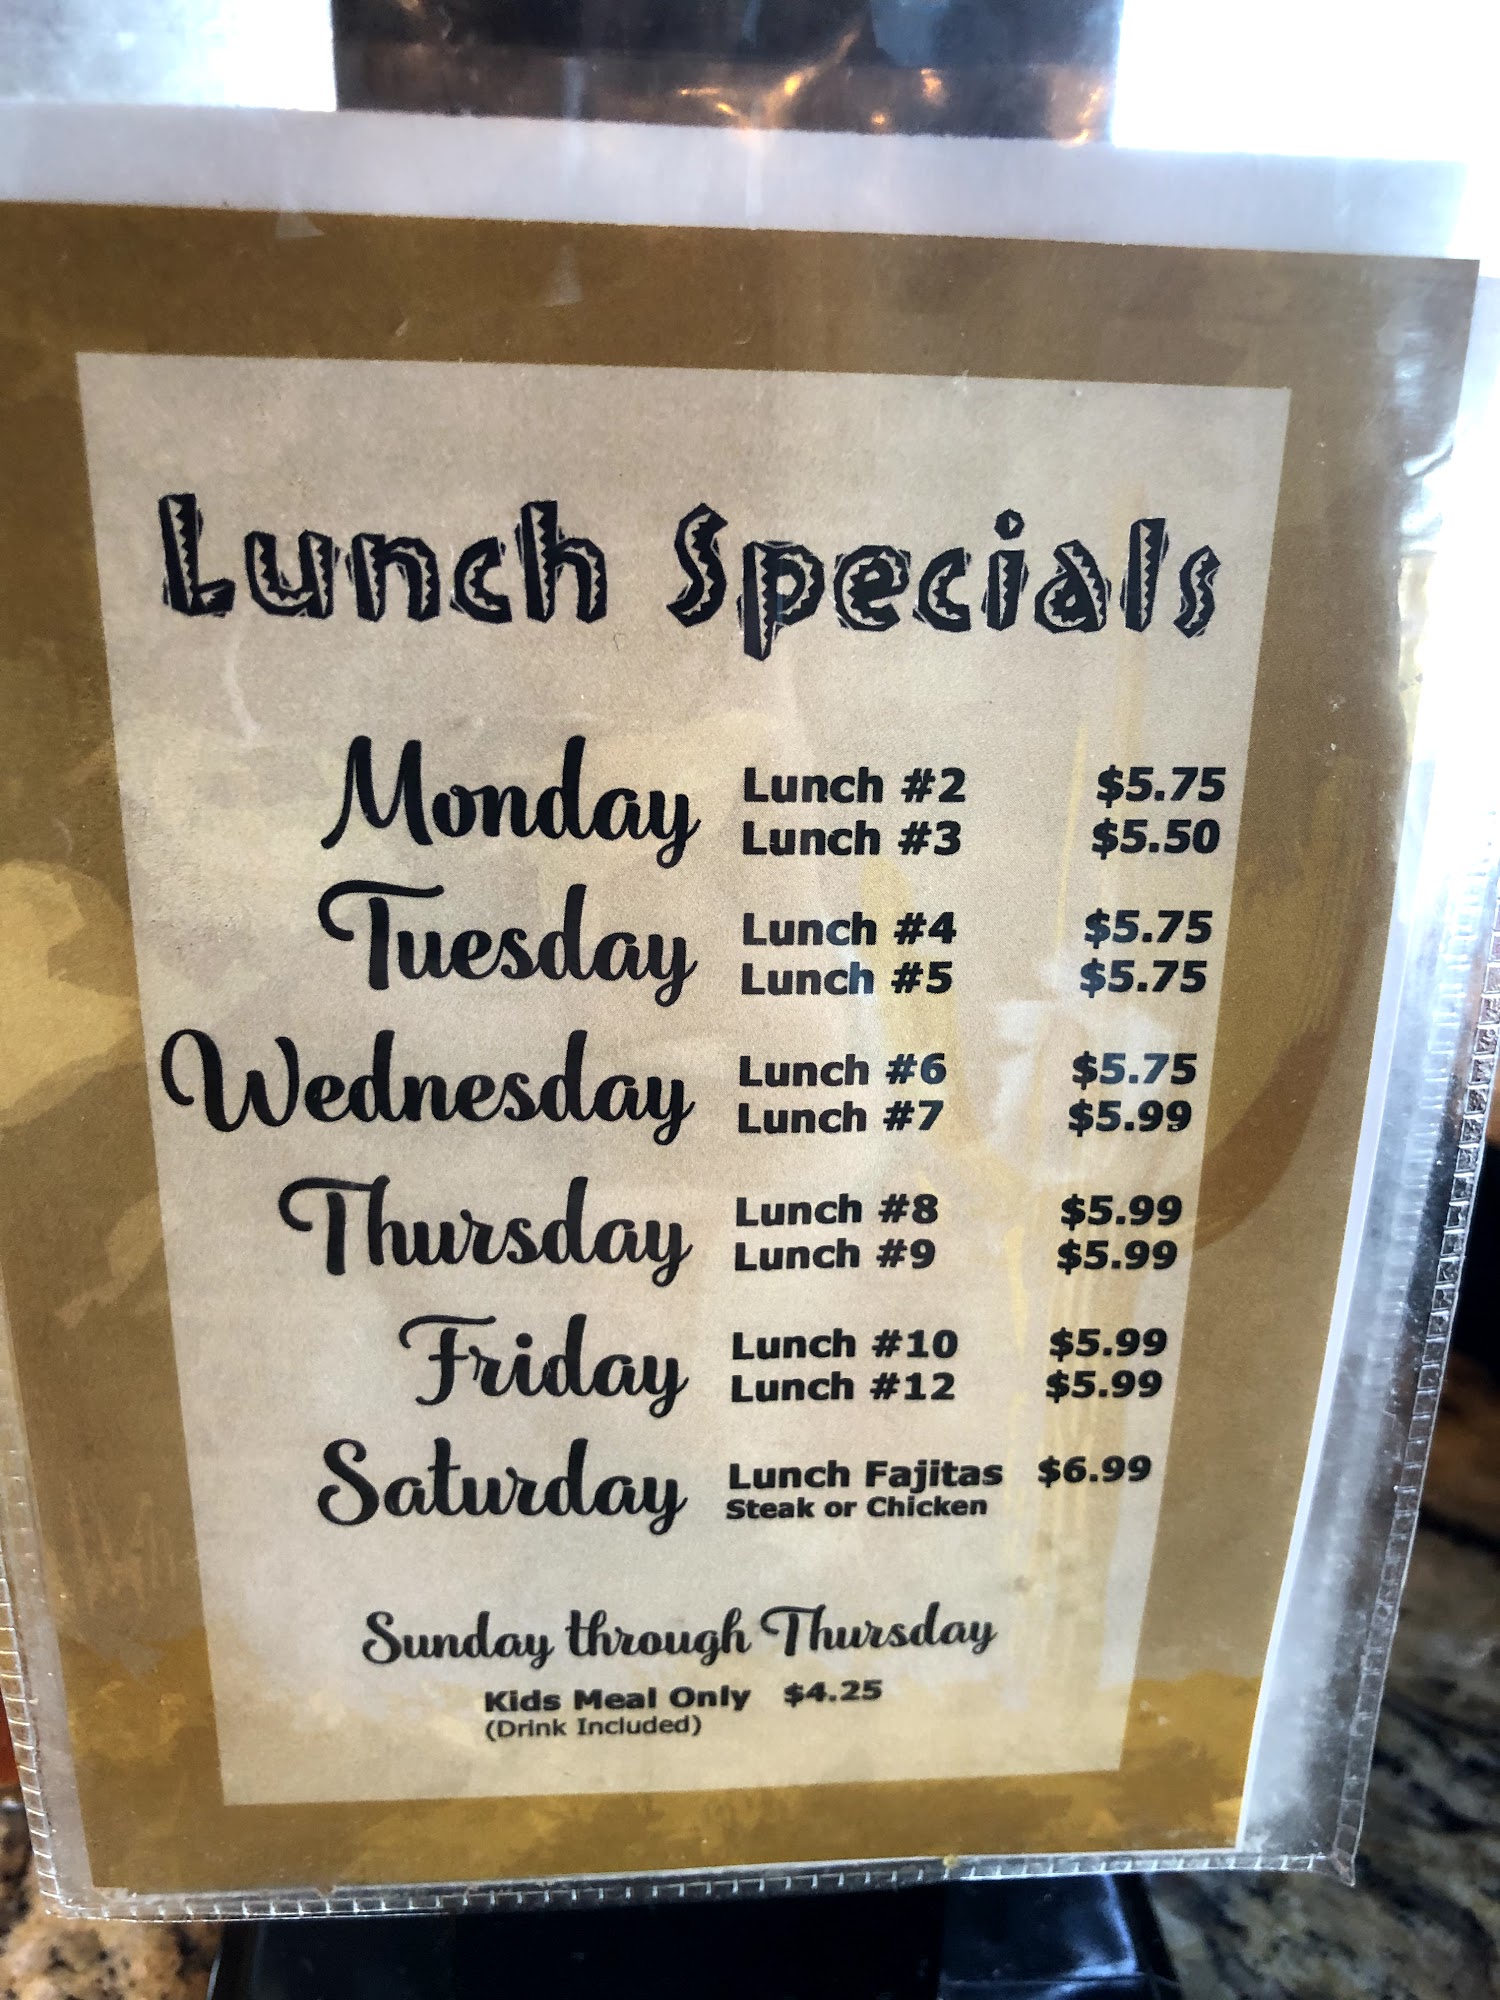 Lunch Specials
Monday Lunch #2 $5.75
Lunch #3 $5.50
Tuesday Lunch #4 $5.75
Lunch #5 $5.75
Wednesday Lunch #6 $5.75
Lunch #7 $5.99
Thursday Lunch #8 $5.99
Lunch #9 $5.99
Friday Lunch #10 $5.99
Lunch #12 $5.99
Saturday Lunch Fajitas $6.99
Steak or Chicken
Sunday through Thursday
Kids Meal Only $4.25
(Drink Included)